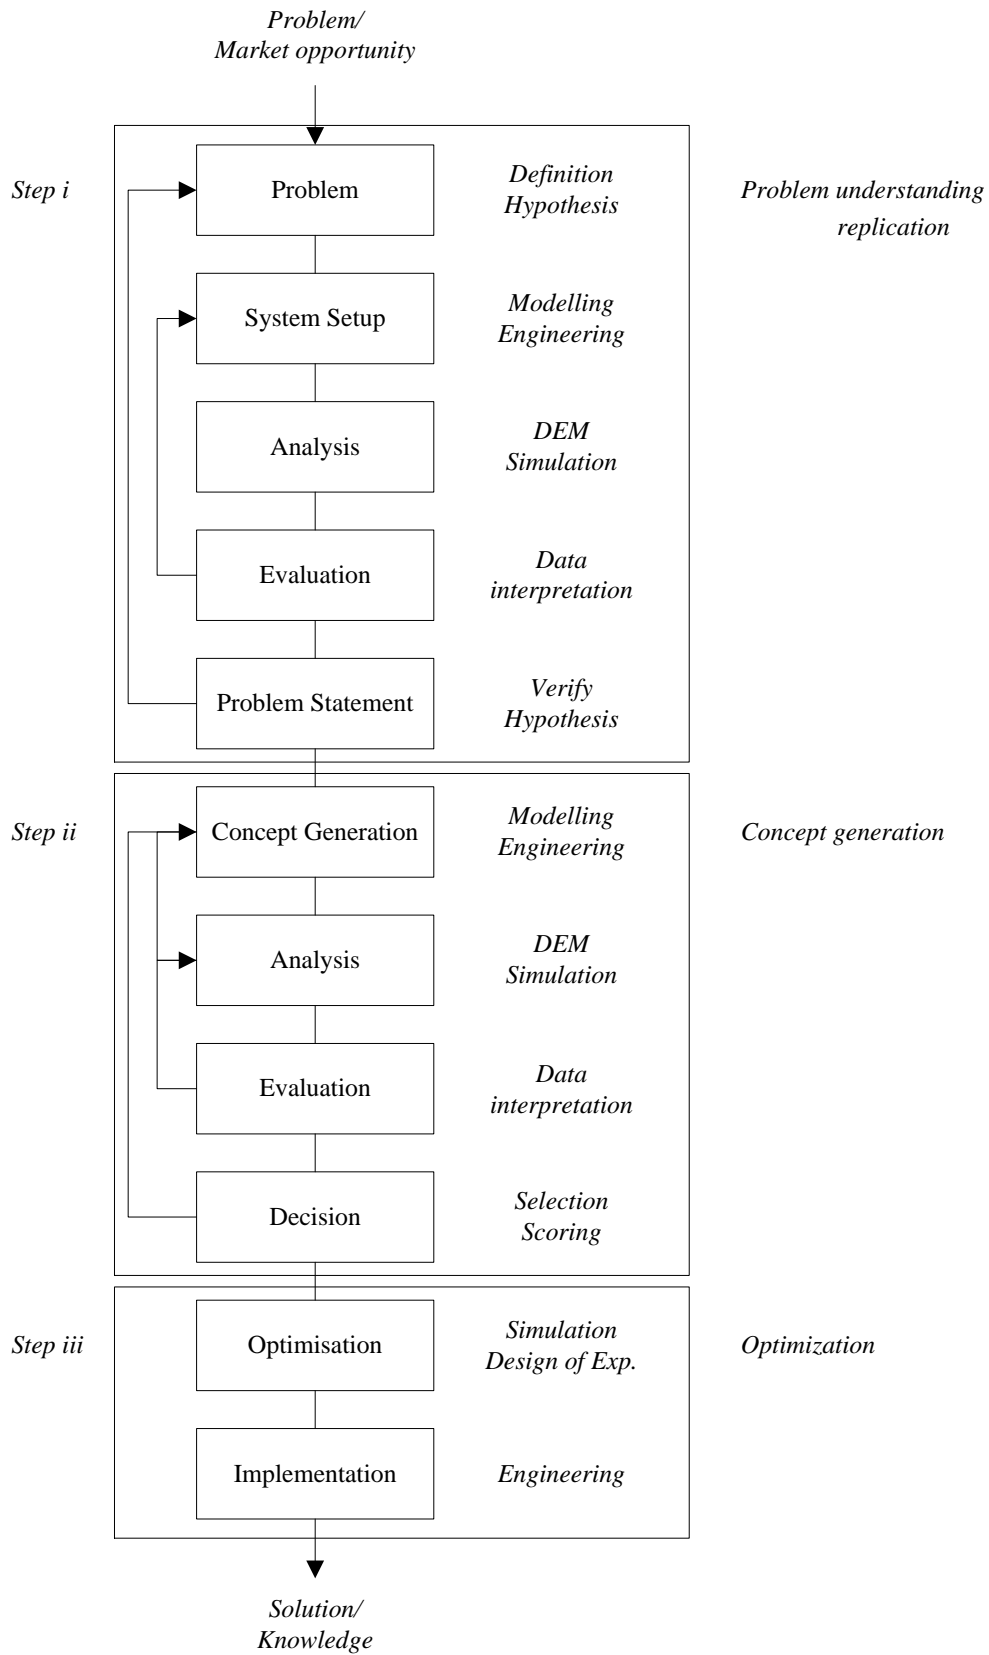 Problem/
Market opportunity
Step i
Problem
Definition
Hypothesis
Problem understanding
replication
System Setup
Modelling
Engineering
Analysis
DEM
Simulation
Evaluation
Data
interpretation
Problem Statement
Verify
Hypothesis
Step ii
Concept Generation
Modelling
Engineering
Concept generation
Analysis
DEM
Simulation
Evaluation
Data
interpretation
Decision
Selection
Scoring
Step iii
Optimisation
Simulation
Design of Exp.
Optimization
Implementation
Engineering
Solution/
Knowledge